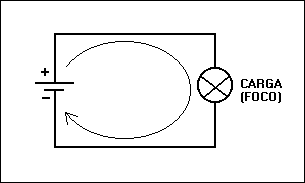 +
-
CARGA
(FOCO)